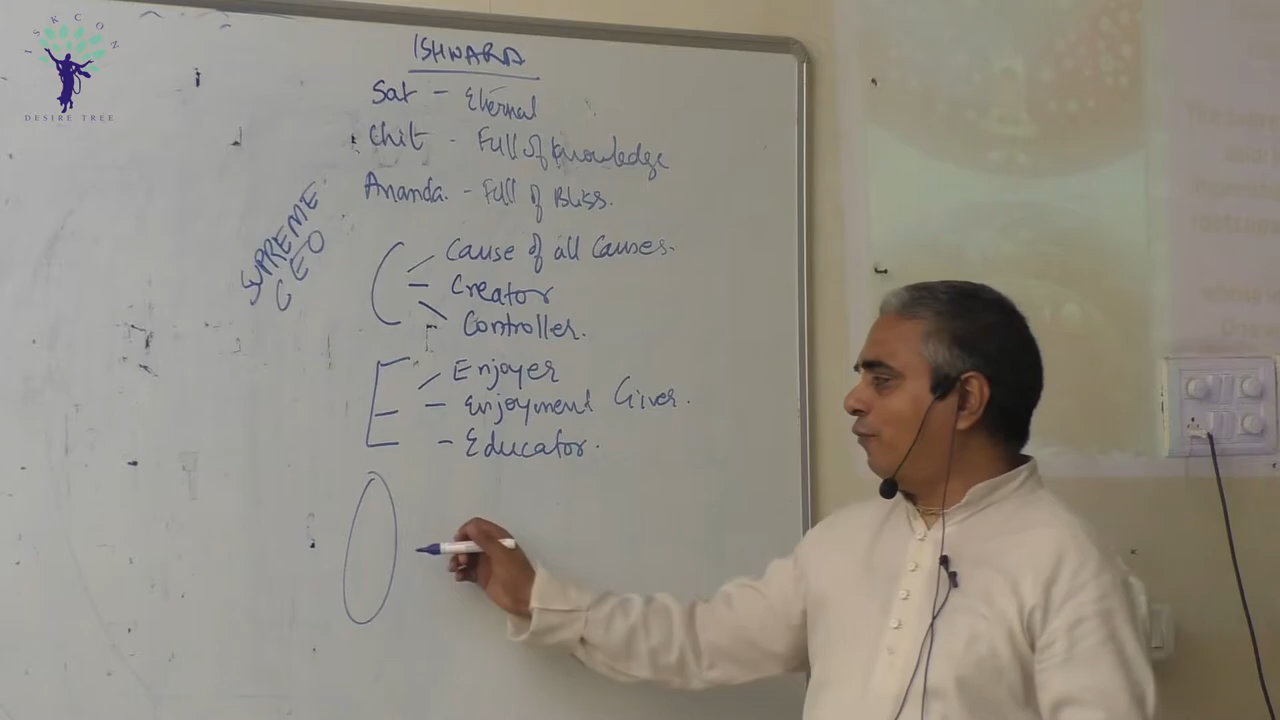 ISKCON
DESIRE TREE
ISHWARA
Sat - Eternal
Chit - Full of knowledge
Ananda. - Full of Bliss.
SUPREME
CEO
C - Cause of all Causes.
- Creator
- Controller.
E - Enjoyer
- Enjoyment Giver.
- Educator.
O